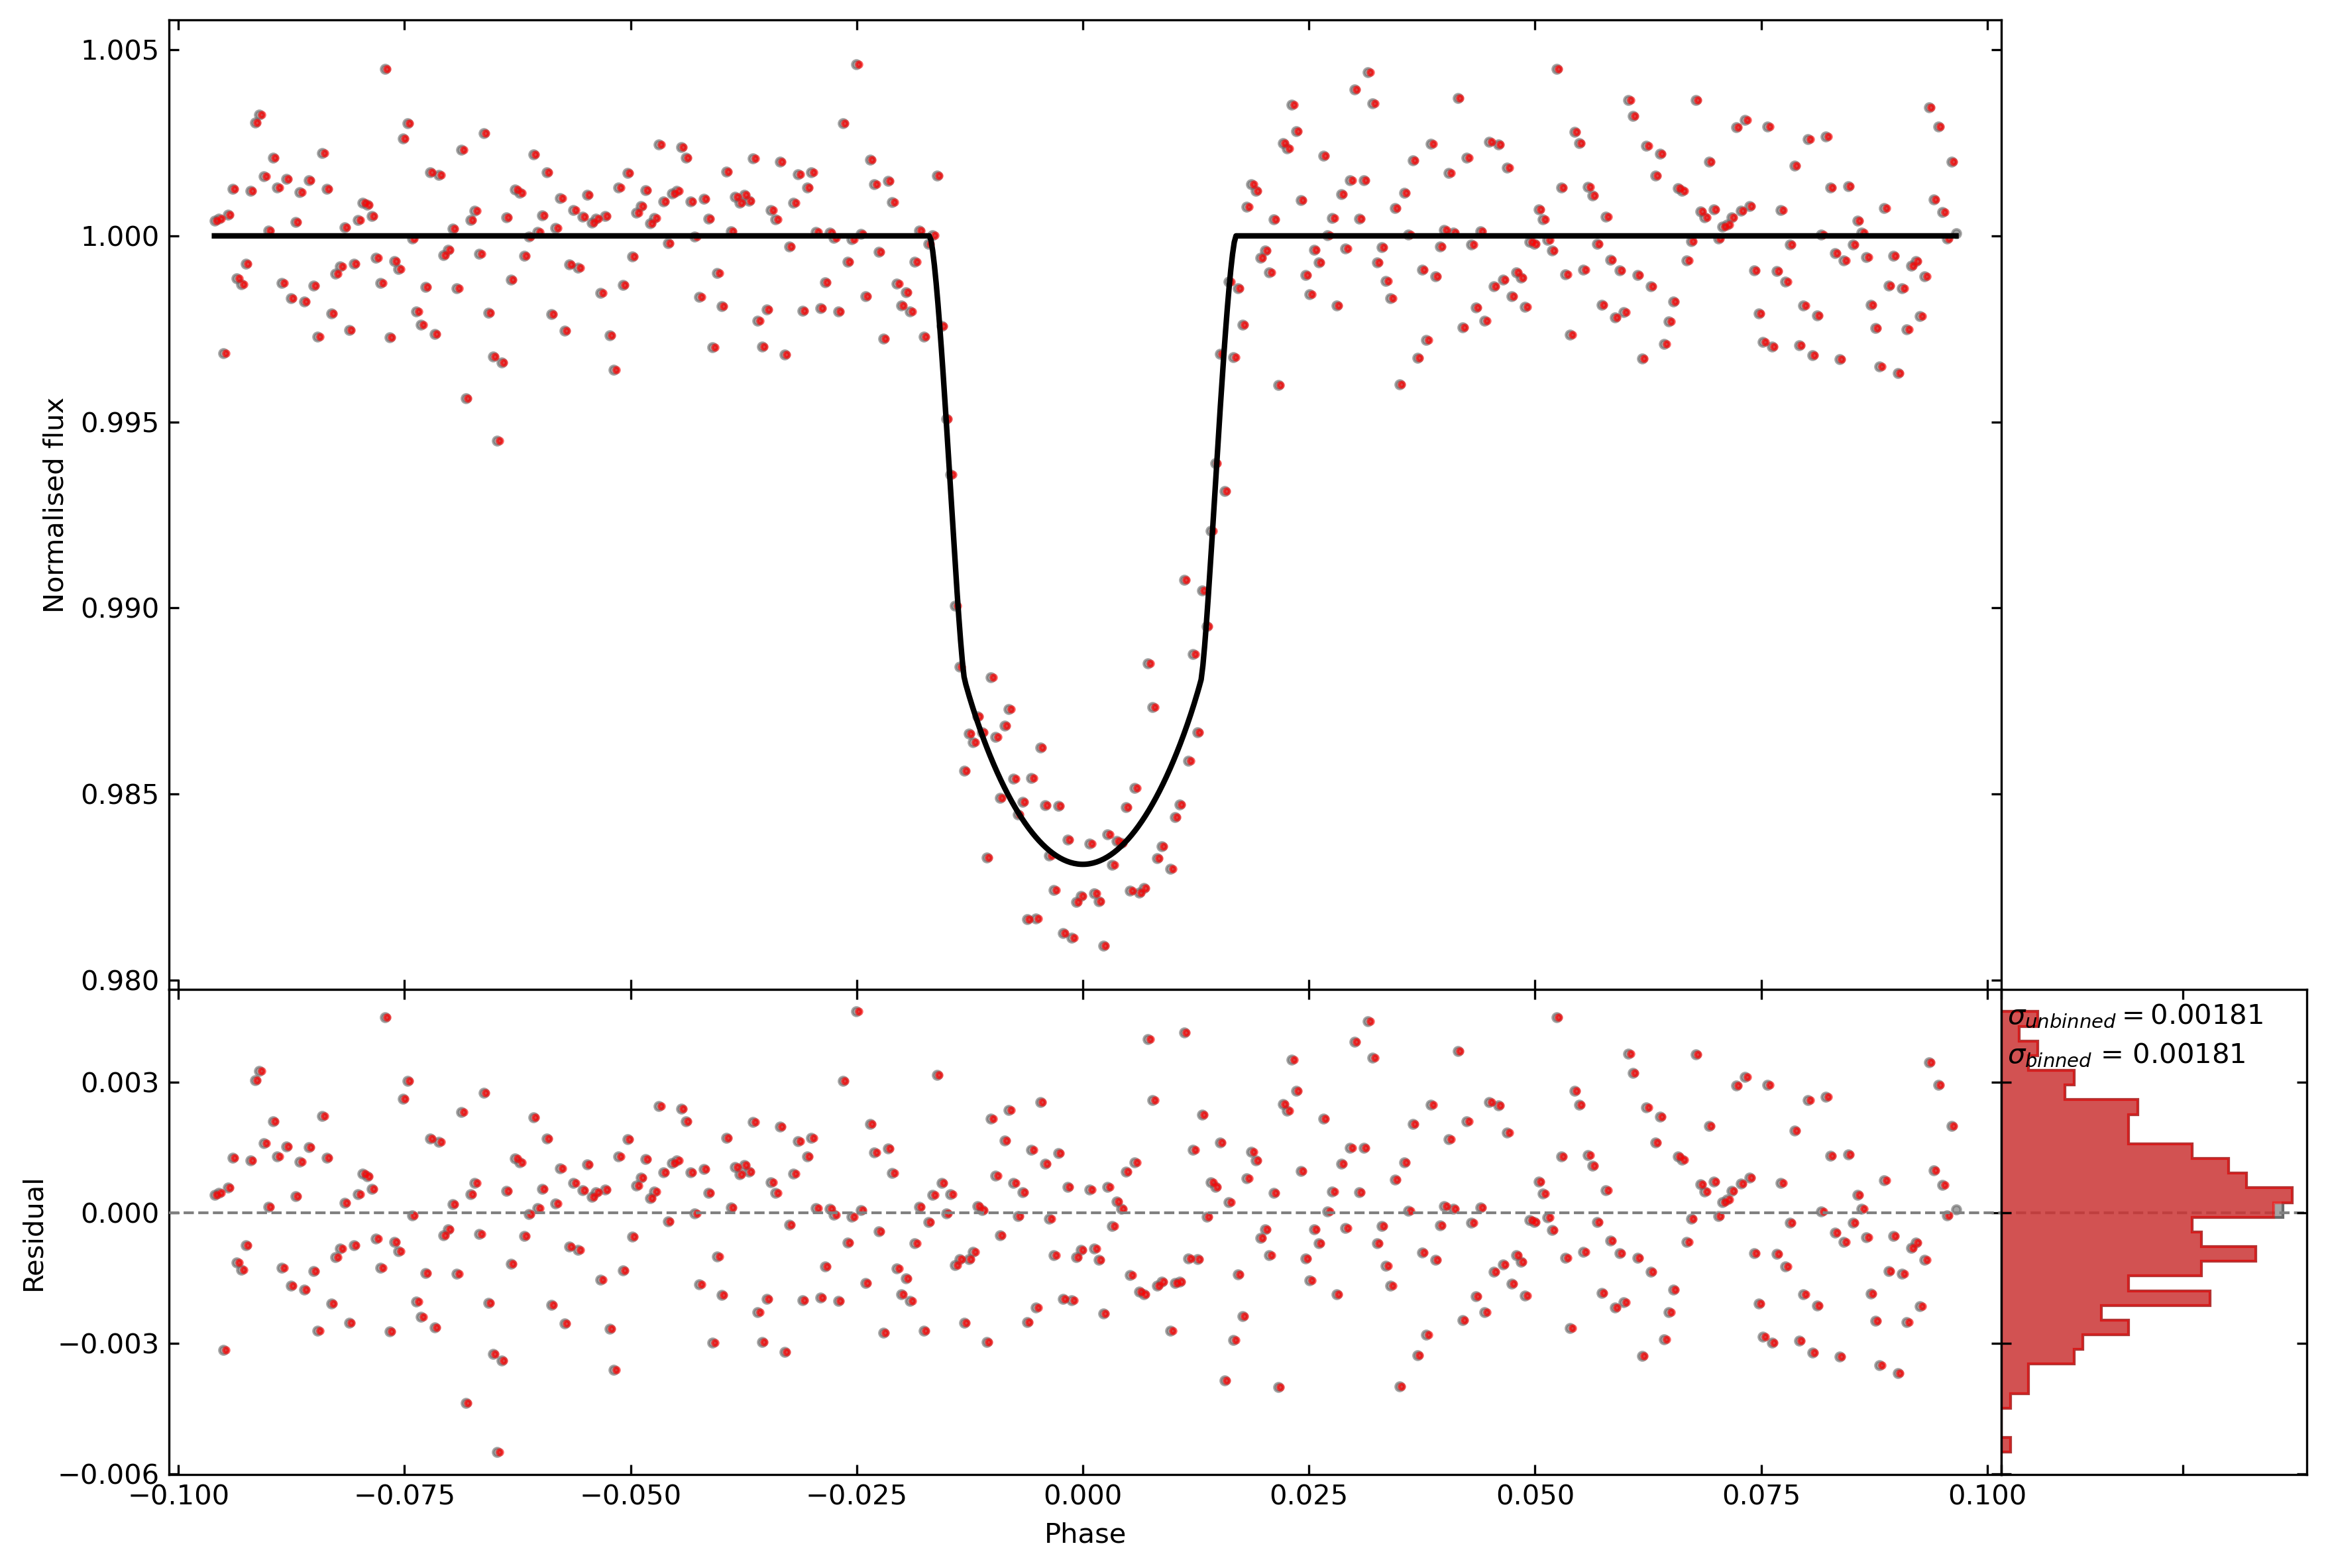 1.005
1.000
0.995
0.990
0.985
0.980
Normalised flux
σunbinned = 0.00181
σbinned = 0.00181
0.003
0.000
−0.003
−0.006
Residual
−0.100 −0.075 −0.050 −0.025 0.000 0.025 0.050 0.075 0.100
Phase